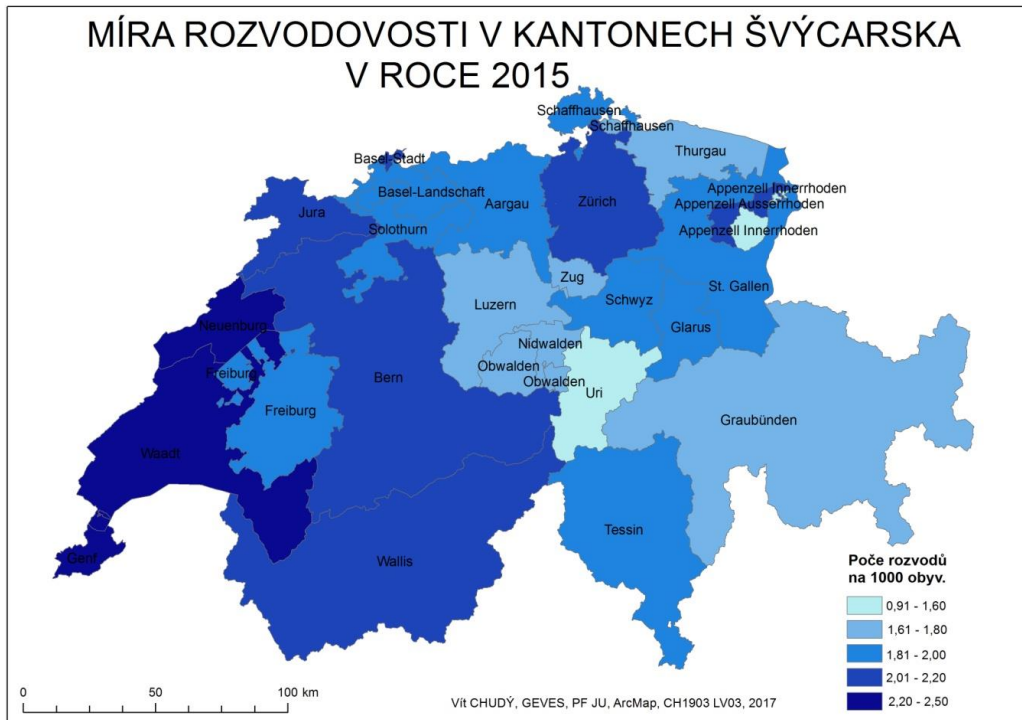 MÍRA ROZVODOVOSTI V KANTONECH ŠVÝCARSKA
V ROCE 2015
Schaffhausen
Schaffhausen
Thurgau
Basel-Stadt
Basel-Landschaft
Aargau
Zürich
Appenzell Innerrhoden
Appenzell Ausserrhoden
Appenzell Innerrhoden
Jura
Solothurn
Zug
St. Gallen
Luzern
Schwyz
Glarus
Neuenburg
Nidwalden
Obwalden
Obwalden
Freiburg
Bern
Uri
Freiburg
Graubünden
Waadt
Tessin
Genf
Wallis
Poče rozvodů
na 1000 obyv.
0,91 - 1,60
1,61 - 1,80
1,81 - 2,00
2,01 - 2,20
2,20 - 2,50
0 50 100 km
Vít CHUDÝ, GEVES, PF JU, ArcMap, CH1903 LV03, 2017